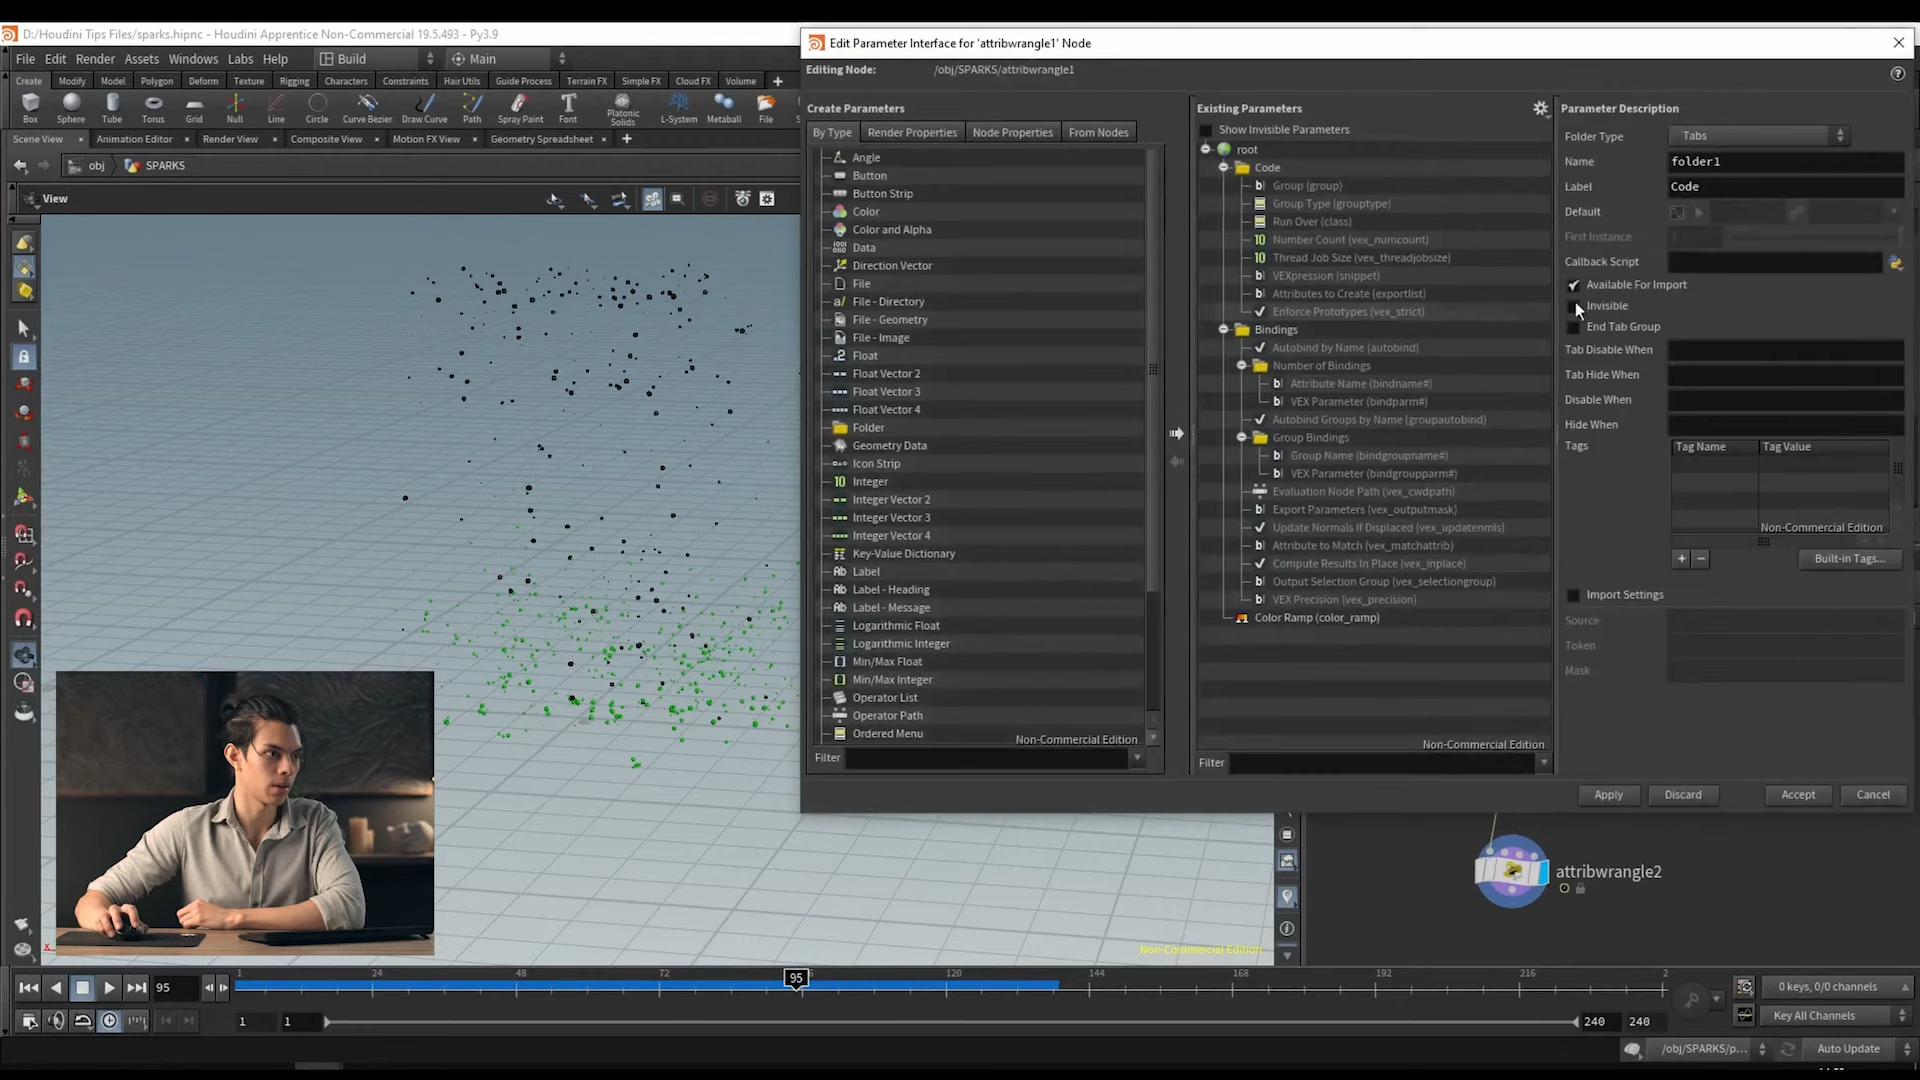 D:/Houdini Tips Files/sparks.hipnc - Houdini Apprentice Non-Commercial 19.5.493 - Py3.9
File Edit Render Assets Windows Labs Help Build Main
Create Modify Model Polygon Deform Texture Rigging Characters Constraints Hair Utils Guide Process Terrain FX Simple FX Cloud FX Volume
Box Sphere Tube Torus Grid Null Line Circle Curve Bezier Draw Curve Path Spray Paint Font Platonic Solids L-System Metaball File
Scene View Animation Editor Render View Composite View Motion FX View Geometry Spreadsheet
obj SPARKS
View
Edit Parameter Interface for 'attribwrangle1' Node
Editing Node: /obj/SPARKS/attribwrangle1
Create Parameters
By Type Render Properties Node Properties From Nodes
Angle
Button
Button Strip
Color
Color and Alpha
Data
Direction Vector
File
File - Directory
File - Geometry
File - Image
Float
Float Vector 2
Float Vector 3
Float Vector 4
Folder
Geometry Data
Icon Strip
Integer
Integer Vector 2
Integer Vector 3
Integer Vector 4
Key-Value Dictionary
Label
Label - Heading
Label - Message
Logarithmic Float
Logarithmic Integer
Min/Max Float
Min/Max Integer
Operator List
Operator Path
Ordered Menu
Non-Commercial Edition
Filter
Existing Parameters
Show Invisible Parameters
root
Code
Group (group)
Group Type (grouptype)
Run Over (class)
Number Count (vex_numcount)
Thread Job Size (vex_threadjobsize)
VEXpression (snippet)
Attributes to Create (exportlist)
Enforce Prototypes (vex_strict)
Bindings
Autobind by Name (autobind)
Number of Bindings
Attribute Name (bindname#)
VEX Parameter (bindparm#)
Autobind Groups by Name (groupautobind)
Group Bindings
Group Name (bindgroupname#)
VEX Parameter (bindgroupparm#)
Evaluation Node Path (vex_cwdpath)
Export Parameters (vex_outputmask)
Update Normals If Displaced (vex_updatenmls)
Attribute to Match (vex_matchattrib)
Compute Results In Place (vex_inplace)
Output Selection Group (vex_selectiongroup)
VEX Precision (vex_precision)
Color Ramp (color_ramp)
Non-Commercial Edition
Filter
Parameter Description
Folder Type Tabs
Name folder1
Label Code
Default
First Instance 1
Callback Script
Available For Import
Invisible
End Tab Group
Tab Disable When
Tab Hide When
Disable When
Hide When
Tags Tag Name Tag Value
Non-Commercial Edition
+ - Built-in Tags...
Import Settings
Source
Token
Mask
Apply Discard Accept Cancel
attribwrangle2
Non-Commercial Edition
x
1 24 48 72 95 120 144 168 192 216 2
95
0 keys, 0/0 channels
1 1 240 240
Key All Channels
/obj/SPARKS/p... Auto Update